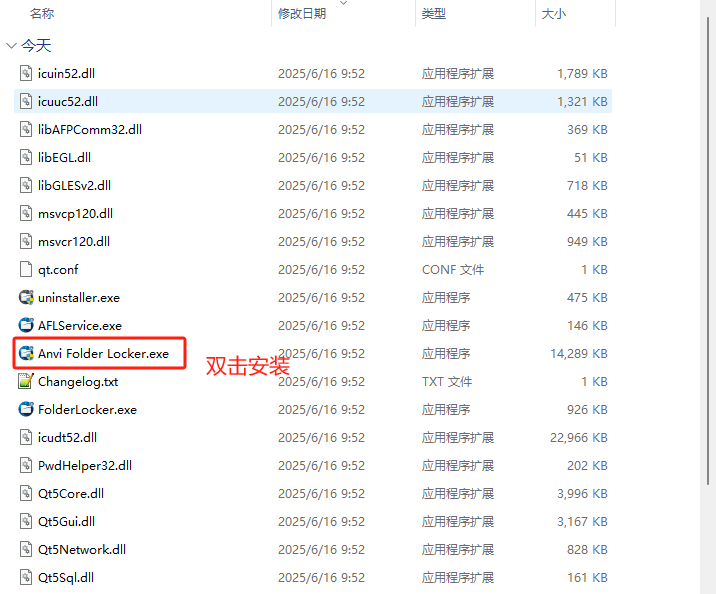 名称 修改日期 类型 大小
今天
icuin52.dll 2025/6/16 9:52 应用程序扩展 1,789 KB
icuuc52.dll 2025/6/16 9:52 应用程序扩展 1,321 KB
libAFPComm32.dll 2025/6/16 9:52 应用程序扩展 369 KB
libEGL.dll 2025/6/16 9:52 应用程序扩展 51 KB
libGLESv2.dll 2025/6/16 9:52 应用程序扩展 718 KB
msvcp120.dll 2025/6/16 9:52 应用程序扩展 445 KB
msvcr120.dll 2025/6/16 9:52 应用程序扩展 949 KB
qt.conf 2025/6/16 9:52 CONF 文件 1 KB
uninstaller.exe 2025/6/16 9:52 应用程序 475 KB
AFLService.exe 2025/6/16 9:52 应用程序 146 KB
Anvi Folder Locker.exe 2025/6/16 9:52 应用程序 14,289 KB
双击安装
Changelog.txt 2025/6/16 9:52 TXT 文件 1 KB
FolderLocker.exe 2025/6/16 9:52 应用程序 926 KB
icudt52.dll 2025/6/16 9:52 应用程序扩展 22,966 KB
PwdHelper32.dll 2025/6/16 9:52 应用程序扩展 202 KB
Qt5Core.dll 2025/6/16 9:52 应用程序扩展 3,996 KB
Qt5Gui.dll 2025/6/16 9:52 应用程序扩展 3,167 KB
Qt5Network.dll 2025/6/16 9:52 应用程序扩展 828 KB
Qt5Sql.dll 2025/6/16 9:52 应用程序扩展 161 KB